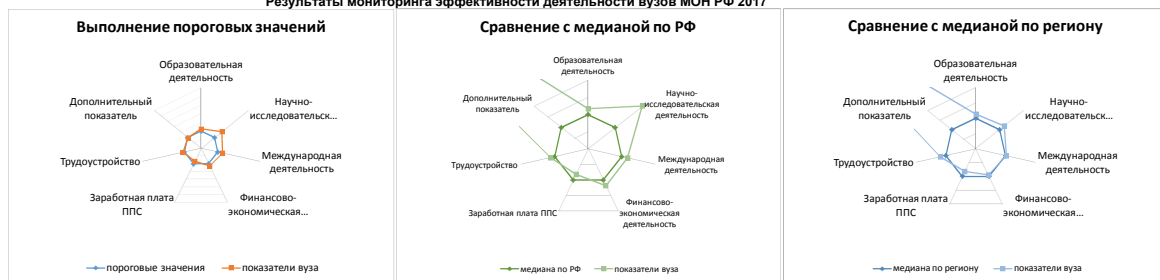 Результаты мониторинга эффективности деятельности вузов МОН РФ 2017
Выполнение пороговых значений
Образовательная
деятельность
Научно-
исследовательск...
Международная
деятельность
Финансово-
экономическая...
Заработная плата
ППС
Трудоустройство
Дополнительный
показатель
пороговые значения
показатели вуза
Сравнение с медианой по РФ
Образовательная
деятельность
Научно-
исследовательская
деятельность
Международная
деятельность
Финансово-
экономическая
деятельность
Заработная плата ППС
Трудоустройство
Дополнительный
показатель
медиана по РФ
показатели вуза
Сравнение с медианой по региону
Образовательная
деятельность
Научно-
исследовательск...
Международная
деятельность
Финансово-
экономическая...
Заработная плата
ППС
Трудоустройство
Дополнительный
показатель
медиана по региону
показатели вуза